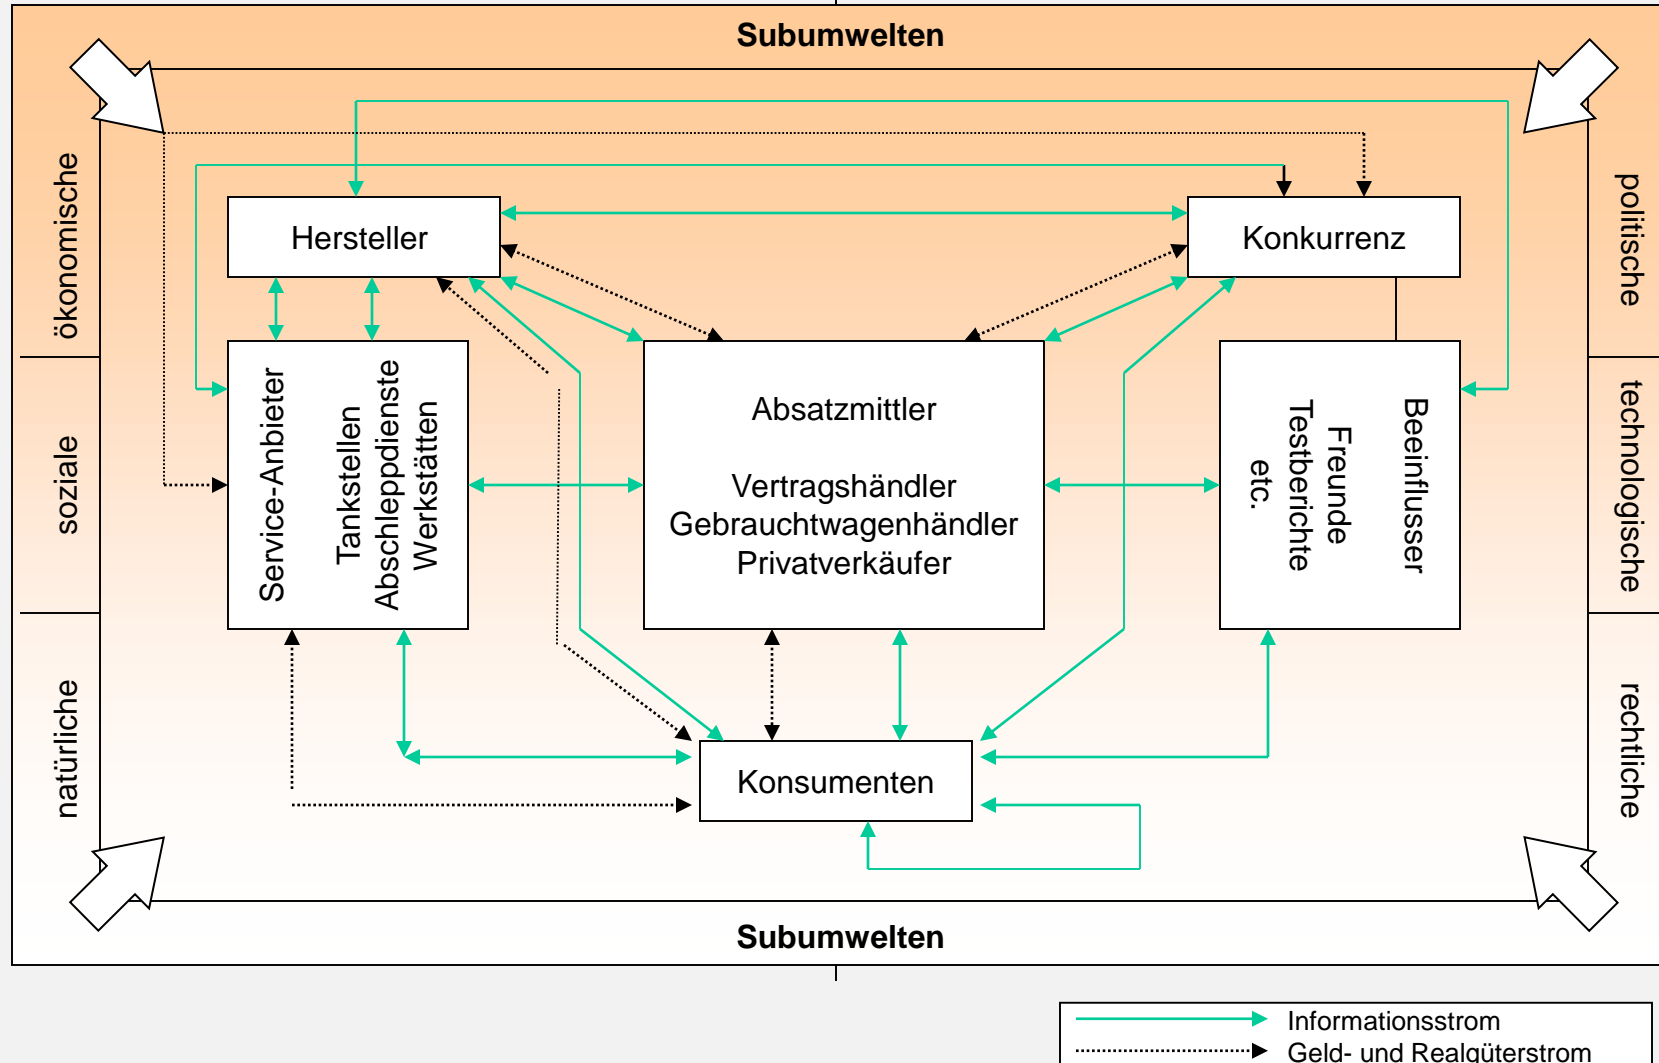 Subumwelten
ökonomische
soziale
natürliche
politische
technologische
rechtliche
Hersteller
Konkurrenz
Service-Anbieter
Tankstellen
Abschleppdienste
Werkstätten
Absatzmittler
Vertragshändler
Gebrauchtwagenhändler
Privatverkäufer
Beeinflusser
Freunde
Testberichte
etc.
Konsumenten
Subumwelten
Informationsstrom
Geld- und Realgüterstrom